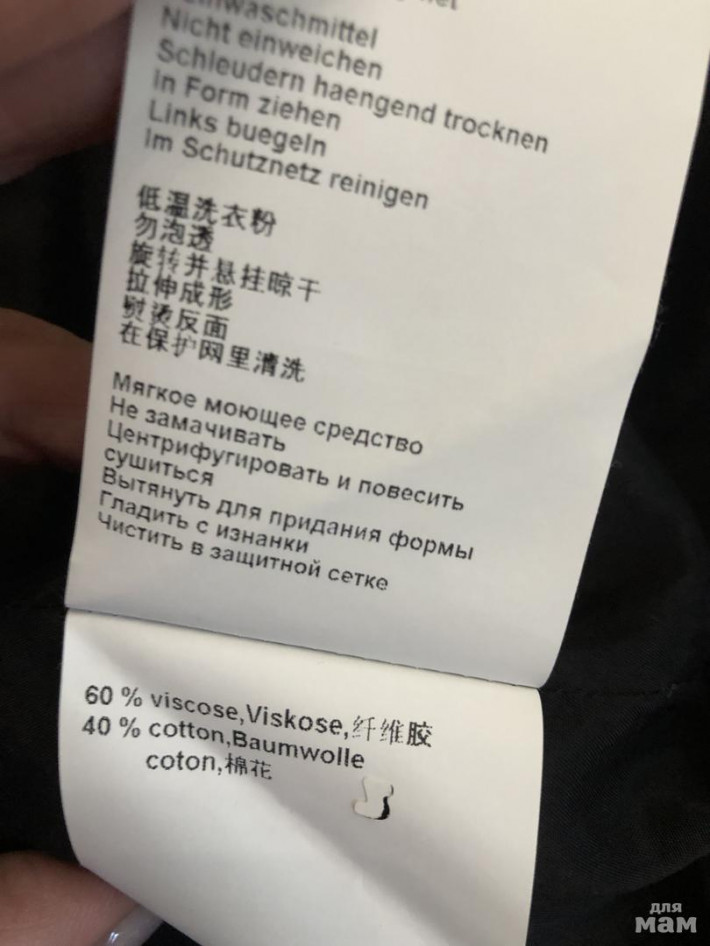 Nicht einweichen
Schleudern haengend trocknen
In Form ziehen
Links buegeln
Im Schutznetz reinigen
低温洗衣粉
勿泡透
旋转并悬挂晾干
拉伸成形
熨烫反面
在保护网里清洗
Мягкое моющее средство
Не замачивать
Центрифугировать и повесить
сушиться
Вытянуть для придания формы
Гладить с изнанки
Чистить в защитной сетке
60 % viscose,Viskose,纤维胶
40 % cotton,Baumwolle
coton,棉花
для
мам